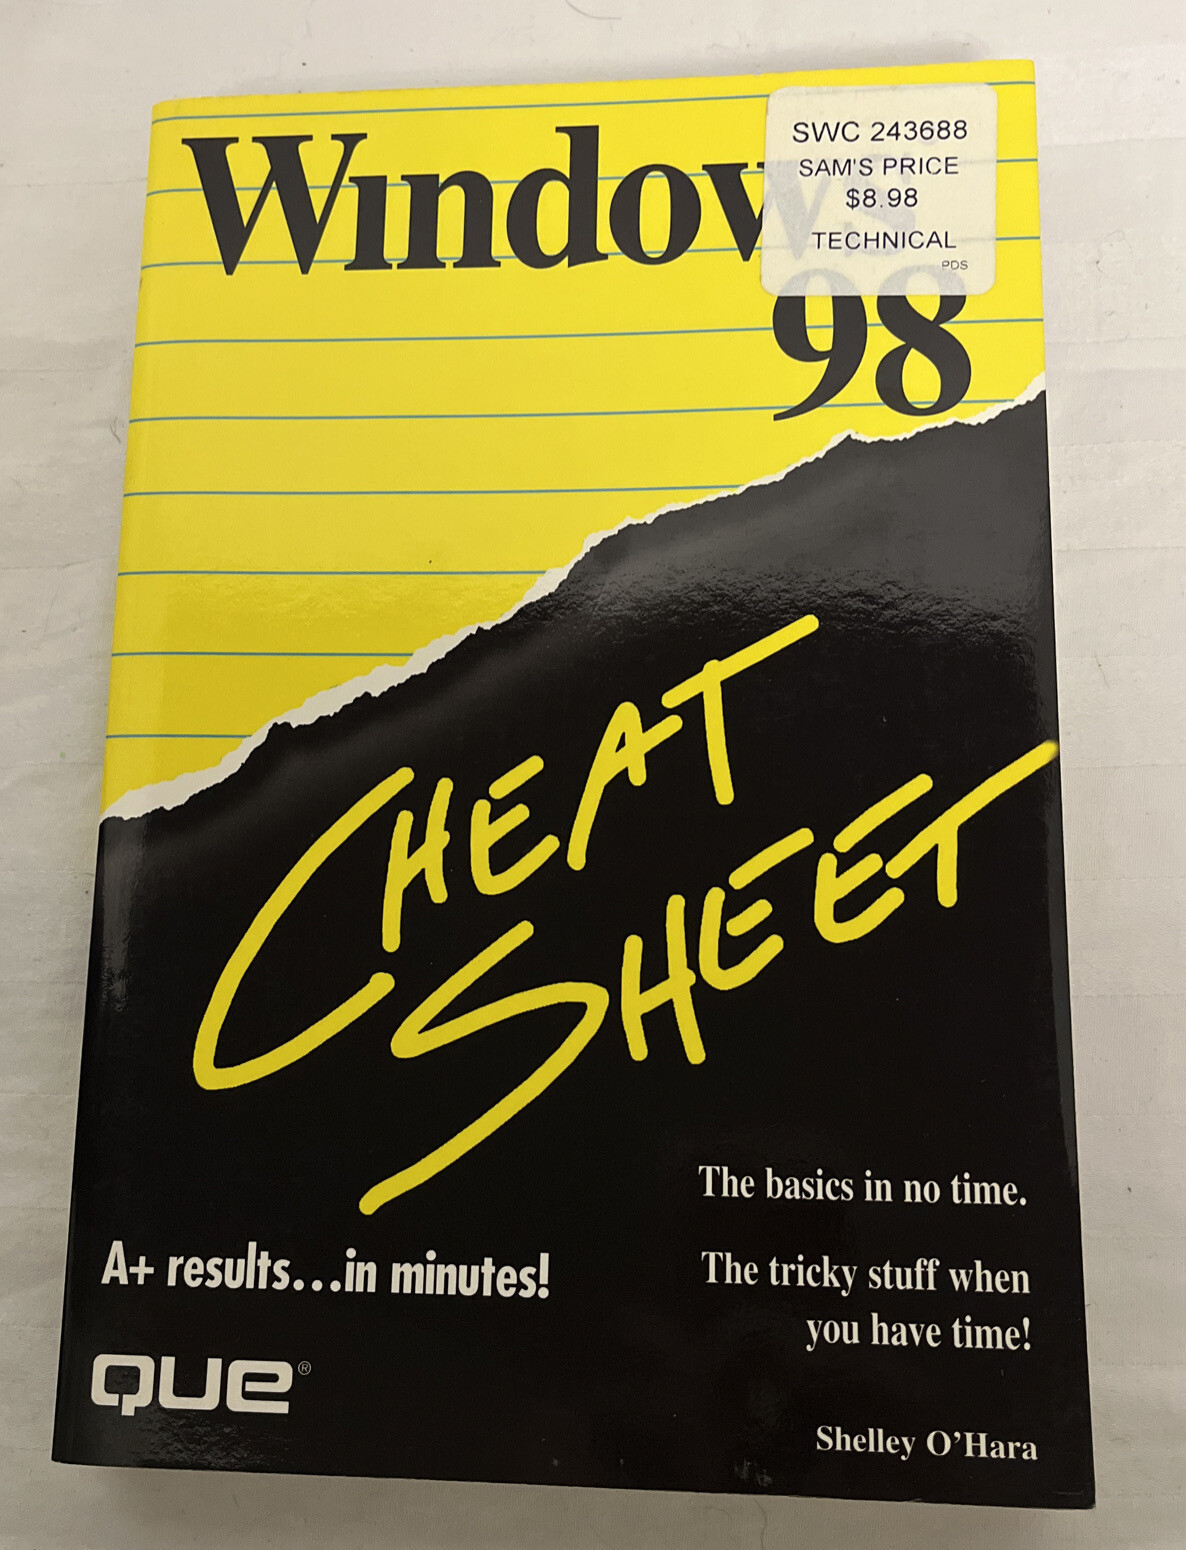 Windows
98
SWC 243688
SAM'S PRICE
$8.98
TECHNICAL
PDS
CHEAT
SHEET
The basics in no time.
The tricky stuff when
you have time!
A+ results...in minutes!
QUE®
Shelley O'Hara